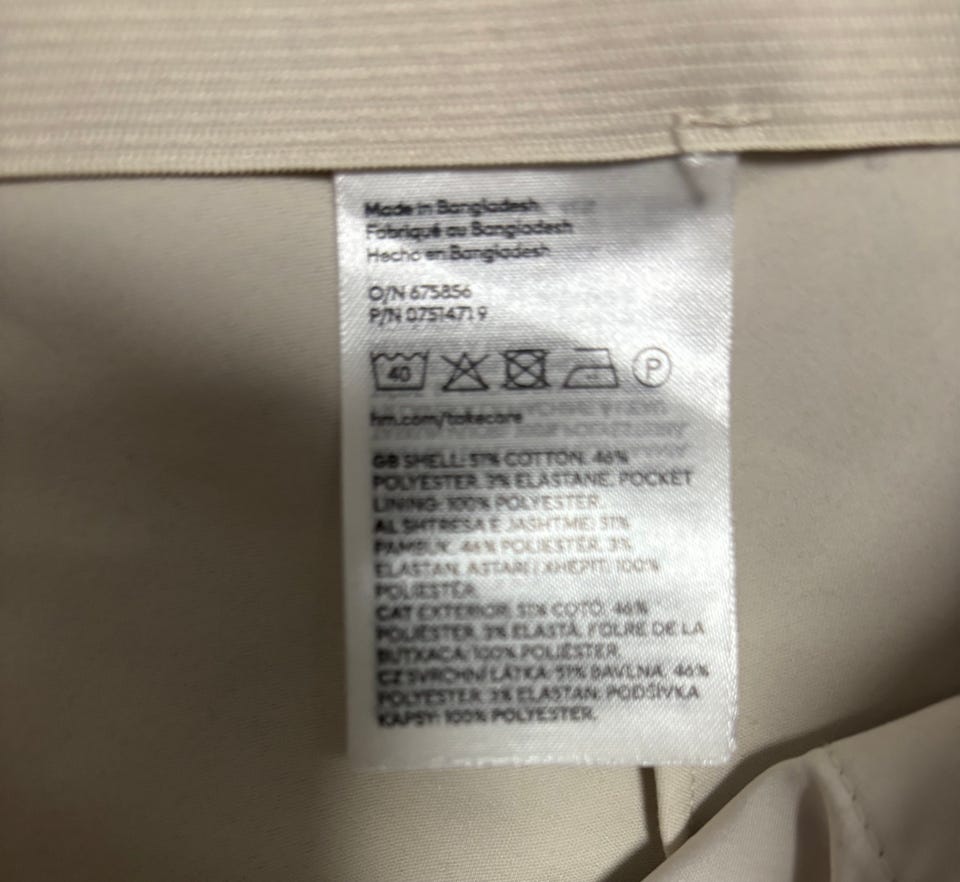 Made in Bangladesh
Fabriqué au Bangladesh
Hecho en Bangladesh
O/N 675856
P/N 07514719
40
P
hm.com/takecare
GB SHELL: 51% COTTON, 46%
POLYESTER, 3% ELASTANE, POCKET
LINING: 100% POLYESTER
AL SHTRESA E JASHTME: 51%
PAMBUK, 46% POLIESTËR, 3%
ELASTAN, ASTARI I XHEPIT: 100%
POLIESTËR
CAT EXTERIOR: 51% COTÓ, 46%
POLIÈSTER, 3% ELASTÀ, FOLRE DE LA
BUTXACA: 100% POLIÈSTER
CZ SVRCHNÍ LÁTKA: 51% BAVLNA, 46%
POLYESTER, 3% ELASTAN, PODŠÍVKA
KAPSY: 100% POLYESTER,